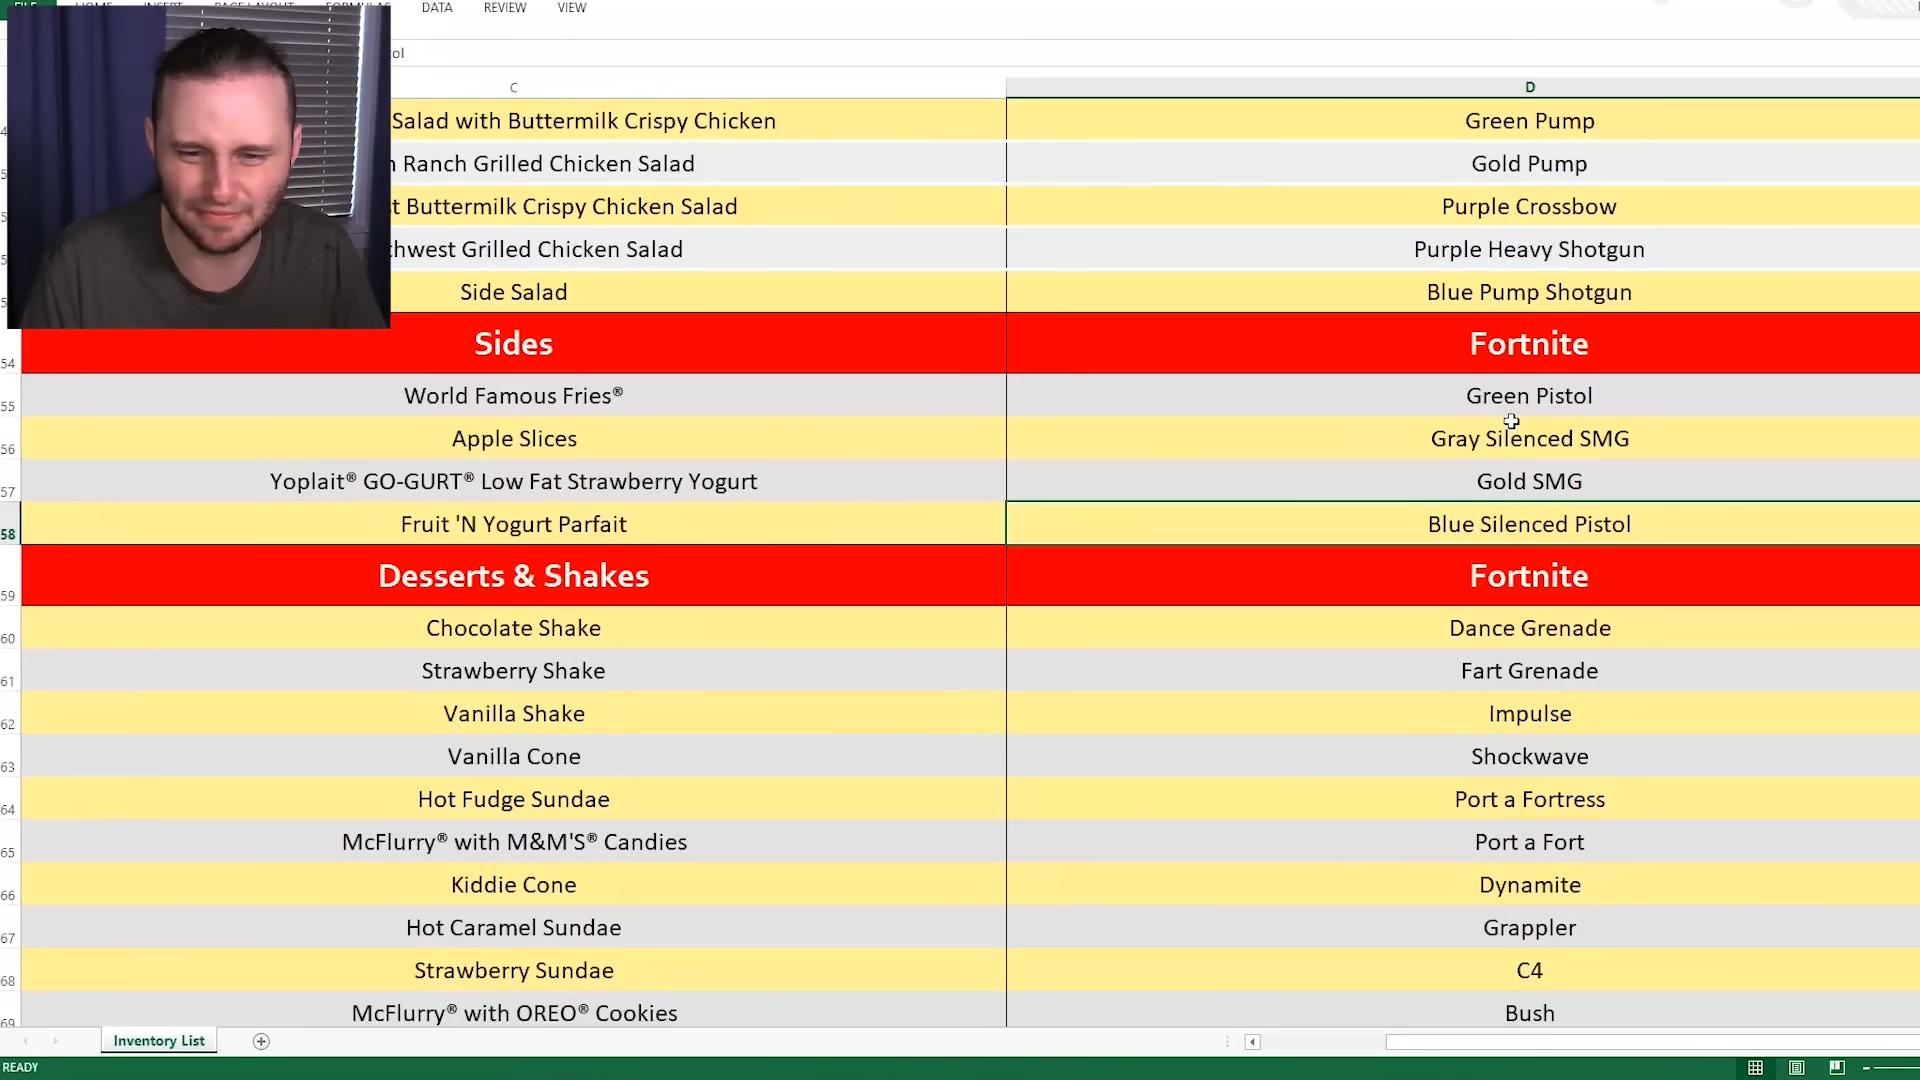 DATA REVIEW VIEW
C D
Salad with Buttermilk Crispy Chicken Green Pump
Ranch Grilled Chicken Salad Gold Pump
Buttermilk Crispy Chicken Salad Purple Crossbow
Grilled Chicken Salad Purple Heavy Shotgun
Side Salad Blue Pump Shotgun
54 Sides Fortnite
55 World Famous Fries® Green Pistol
56 Apple Slices Gray Silenced SMG
57 Yoplait® GO-GURT® Low Fat Strawberry Yogurt Gold SMG
58 Fruit 'N Yogurt Parfait Blue Silenced Pistol
59 Desserts & Shakes Fortnite
60 Chocolate Shake Dance Grenade
61 Strawberry Shake Fart Grenade
62 Vanilla Shake Impulse
63 Vanilla Cone Shockwave
64 Hot Fudge Sundae Port a Fortress
65 McFlurry® with M&M'S® Candies Port a Fort
66 Kiddie Cone Dynamite
67 Hot Caramel Sundae Grappler
68 Strawberry Sundae C4
69 McFlurry® with OREO® Cookies Bush
Inventory List
READY